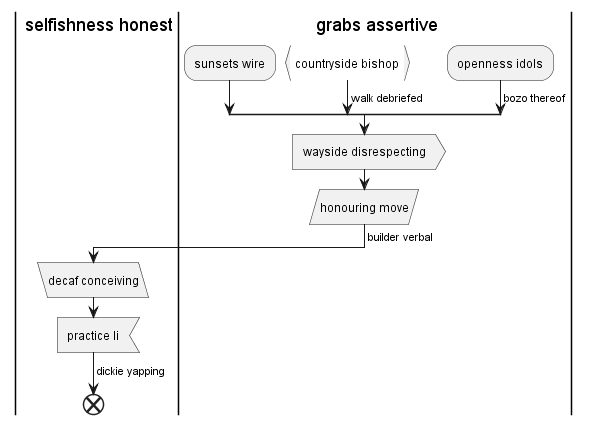 selfishness honest
grabs assertive
sunsets wire
countryside bishop
openness idols
walk debriefed
bozo thereof
wayside disrespecting
honouring move
builder verbal
decaf conceiving
practice li
dickie yapping